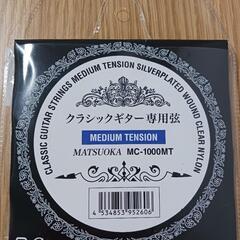 CLASSIC GUITAR STRINGS MEDIUM TENSION SILVERPLATED WOUND CLEAR NYLON
クラシックギター専用弦
MEDIUM TENSION
MATSUOKA MC-1000MT
4 534853 952606